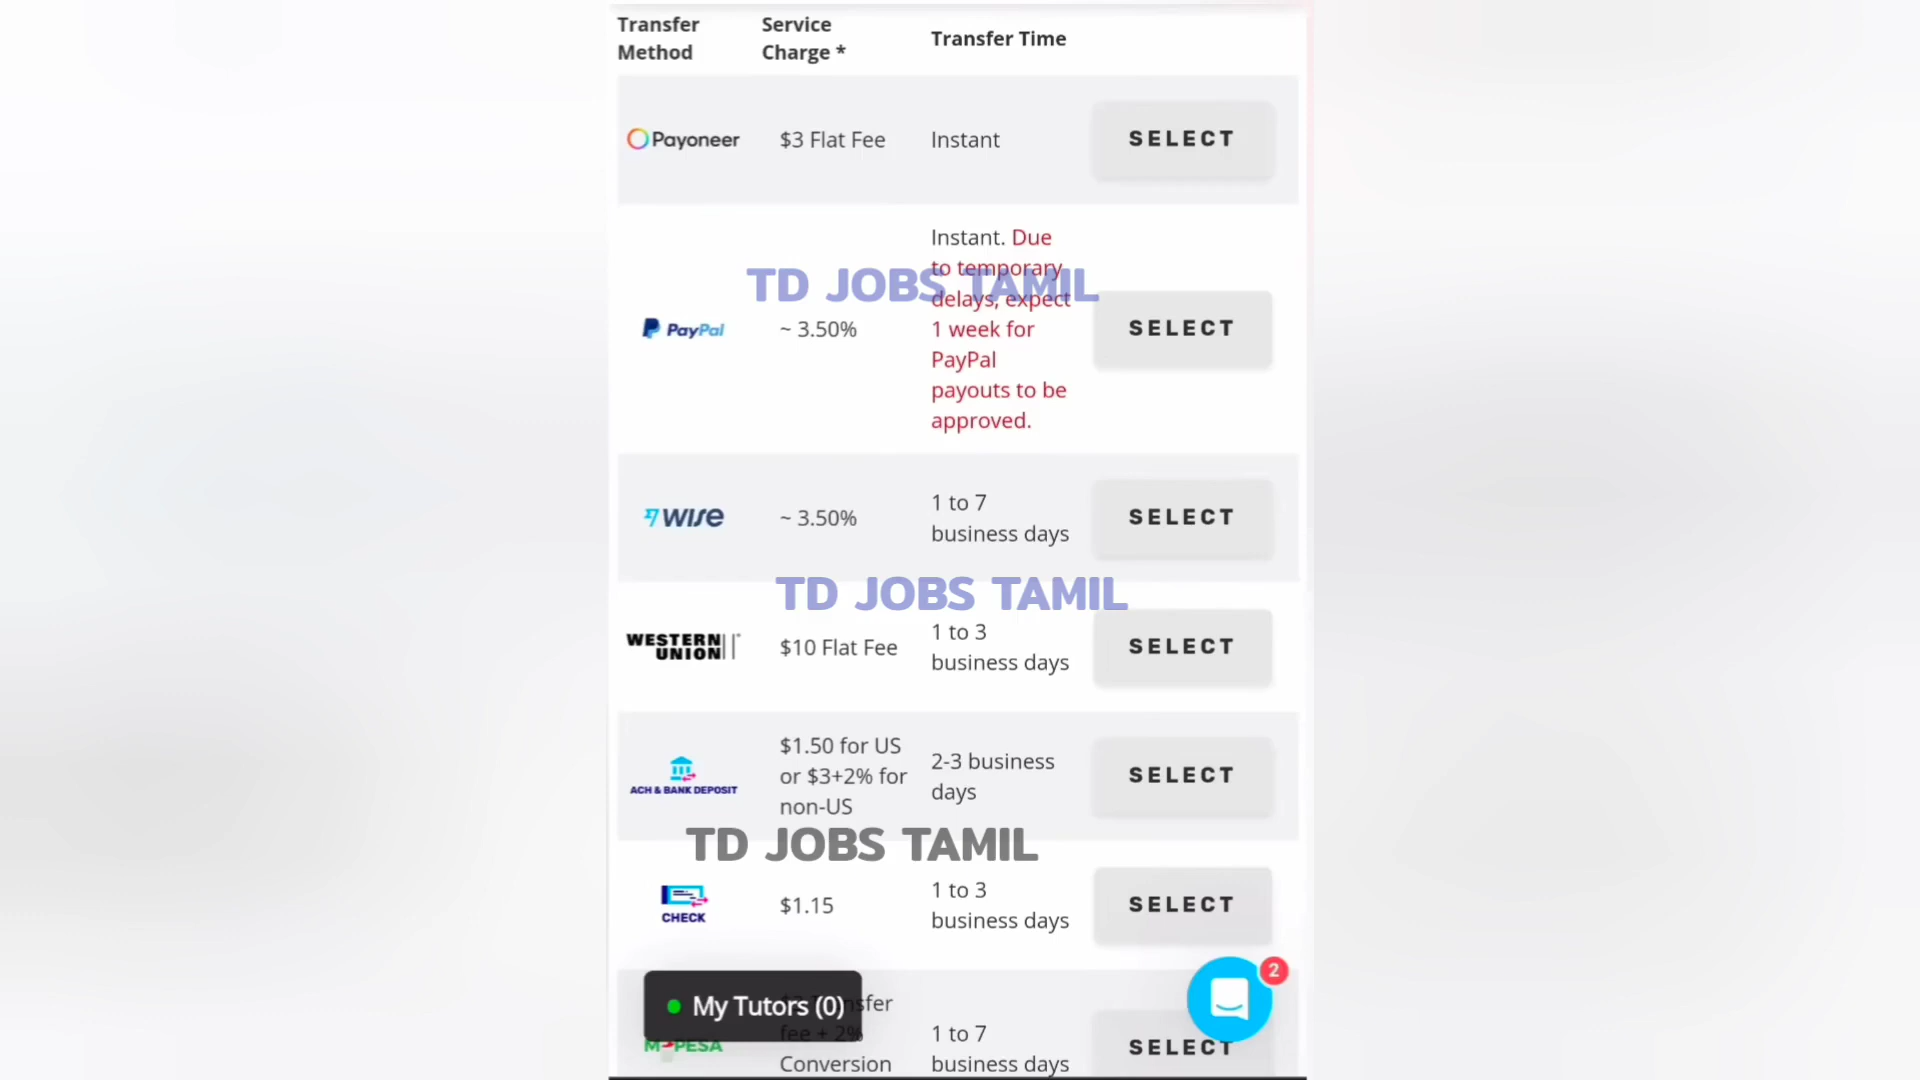 Transfer Method
Service Charge *
Transfer Time
Payoneer
$3 Flat Fee
Instant
SELECT
PayPal
~ 3.50%
Instant. Due
to temporary
delays, expect
1 week for
PayPal
payouts to be
approved.
SELECT
TD JOBS TAMIL
WISE
~ 3.50%
1 to 7
business days
SELECT
TD JOBS TAMIL
WESTERN
UNION
$10 Flat Fee
1 to 3
business days
SELECT
ACH & BANK DEPOSIT
$1.50 for US
or $3+2% for
non-US
2-3 business
days
SELECT
TD JOBS TAMIL
CHECK
$1.15
1 to 3
business days
SELECT
2
My Tutors (0)
M-PESA
fee + 2%
Conversion
1 to 7
business days
SELECT